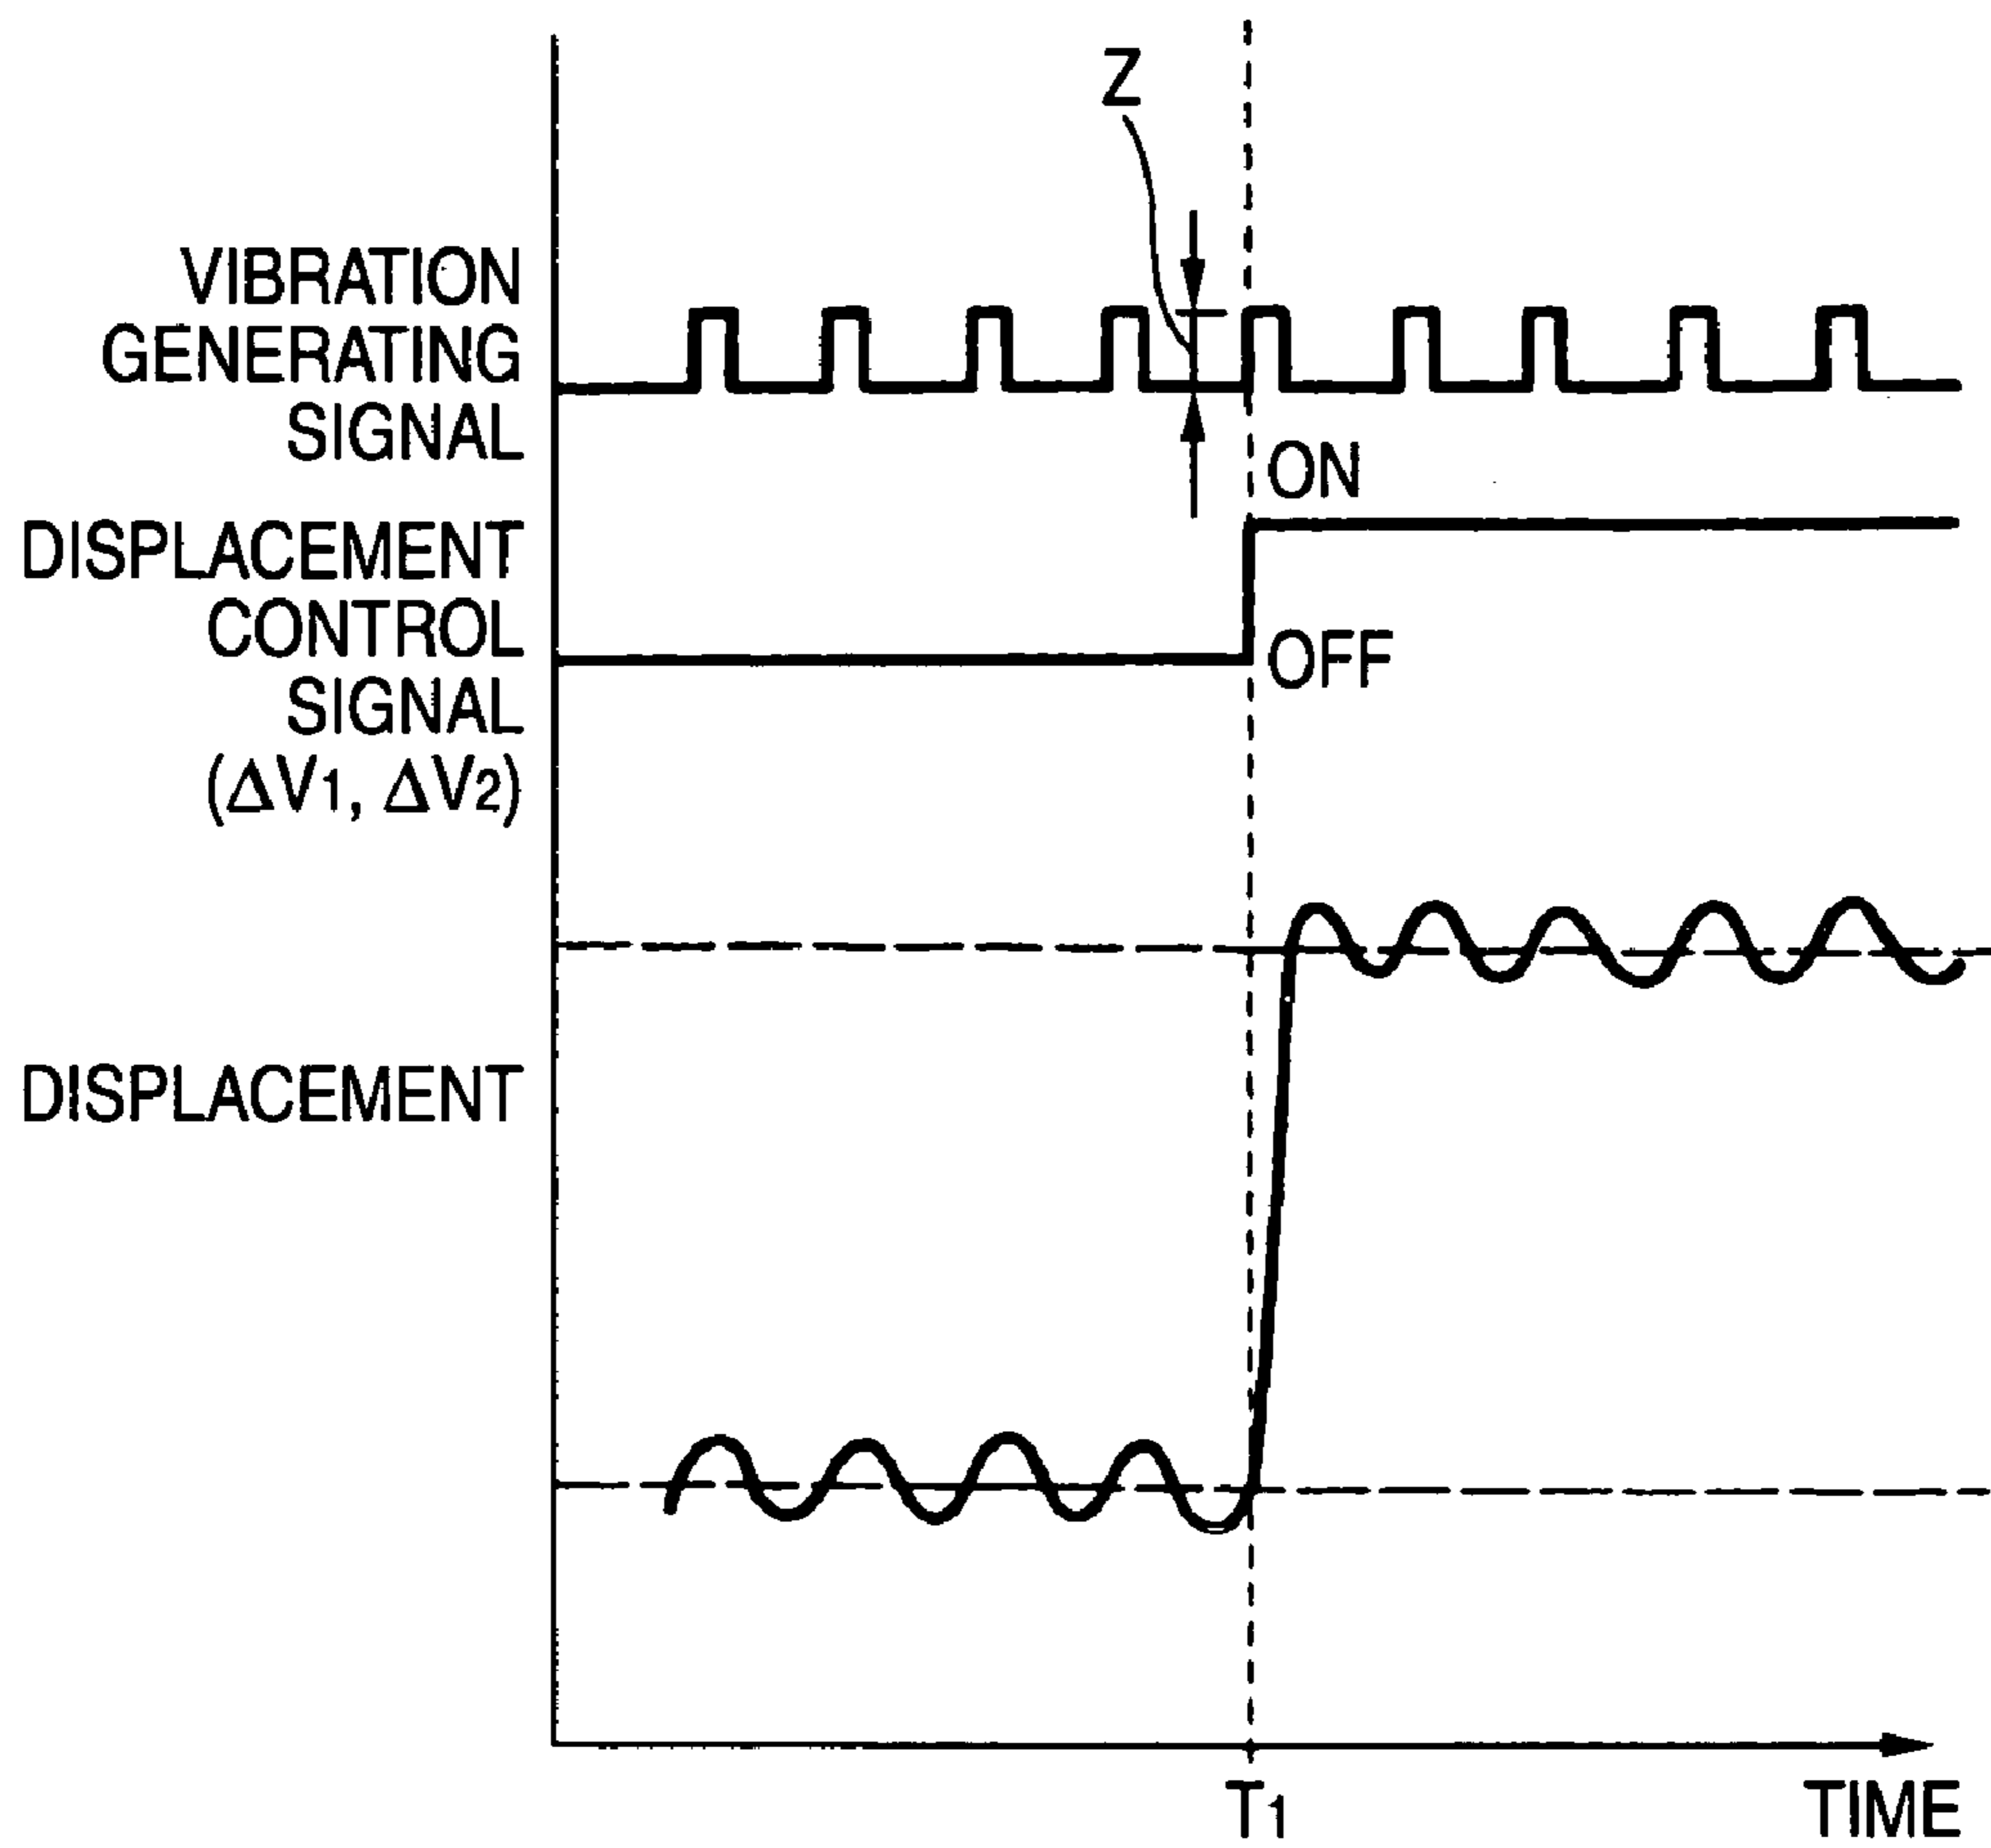 Z
VIBRATION
GENERATING
SIGNAL
ON
DISPLACEMENT
CONTROL
SIGNAL
(ΔV1, ΔV2)
OFF
DISPLACEMENT
T1
TIME